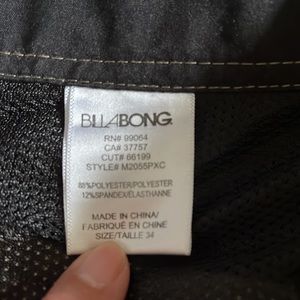 BILLABONG
RN# 99064
CA# 37757
CUT# 66199
STYLE# M2055PXC
88%POLYESTER/POLYESTER
12%SPANDEX/ELASTHANNE
MADE IN CHINA/
FABRIQUÉ EN CHINE
SIZE/TAILLE 34